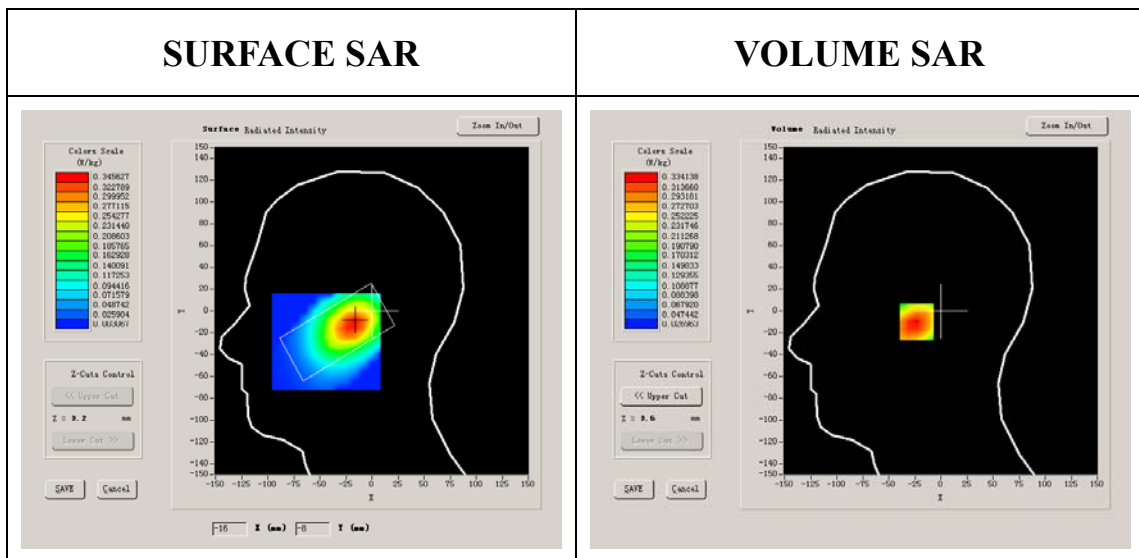 SURFACE SAR
VOLUME SAR
Surface Radiated Intensity
Zoom In/Out
Colors Scale
(W/kg)
0.345627
0.322789
0.299952
0.277115
0.254277
0.231440
0.208603
0.185765
0.162928
0.140091
0.117253
0.094416
0.071579
0.048742
0.025904
0.003067
150
140
120
100
80
60
40
20
0
-20
-40
-60
-80
-100
-120
-140
-150
Y
-150 -125 -100 -75 -50 -25 0 25 50 75 100 125 150
X
Z-Cuts Control
<< Upper Cut
mm
Lower Cut >>
SAVE Cancel
-16 X (mm) Y (mm)
Volume Radiated Intensity
Zoom In/Out
Colors Scale
(W/kg)
0.334138
0.313660
0.293181
0.272703
0.252225
0.231746
0.211268
0.190790
0.170312
0.149833
0.129355
0.108877
0.088398
0.067920
0.047442
0.026963
150
140
120
100
80
60
40
20
0
-20
-40
-60
-80
-100
-120
-140
-150
Y
-150 -125 -100 -75 -50 -25 0 25 50 75 100 125 150
X
Z-Cuts Control
<< Upper Cut
mm
Lower Cut >>
SAVE Cancel